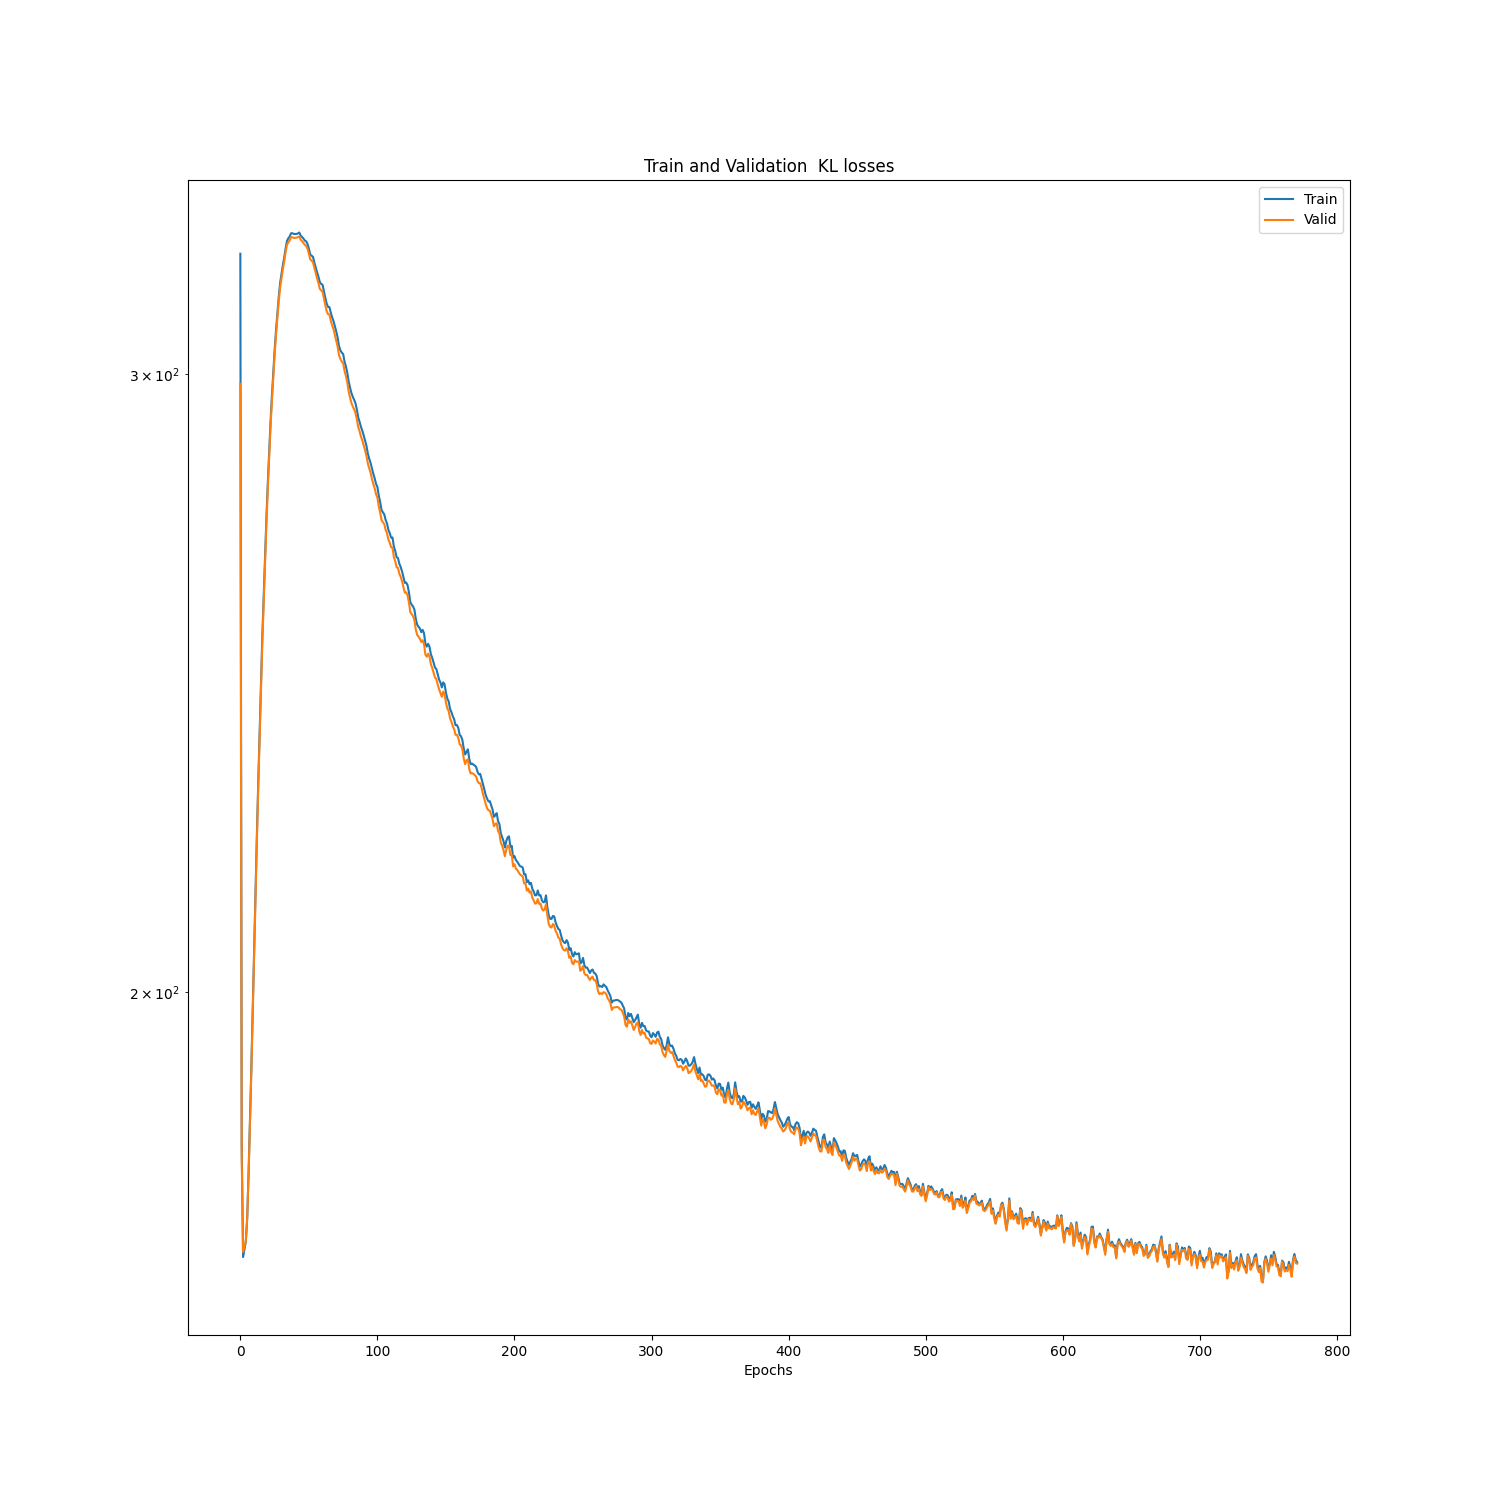 Train and Validation  KL losses
Train
Valid
3 × 10²
2 × 10²
0 100 200 300 400 500 600 700 800
Epochs